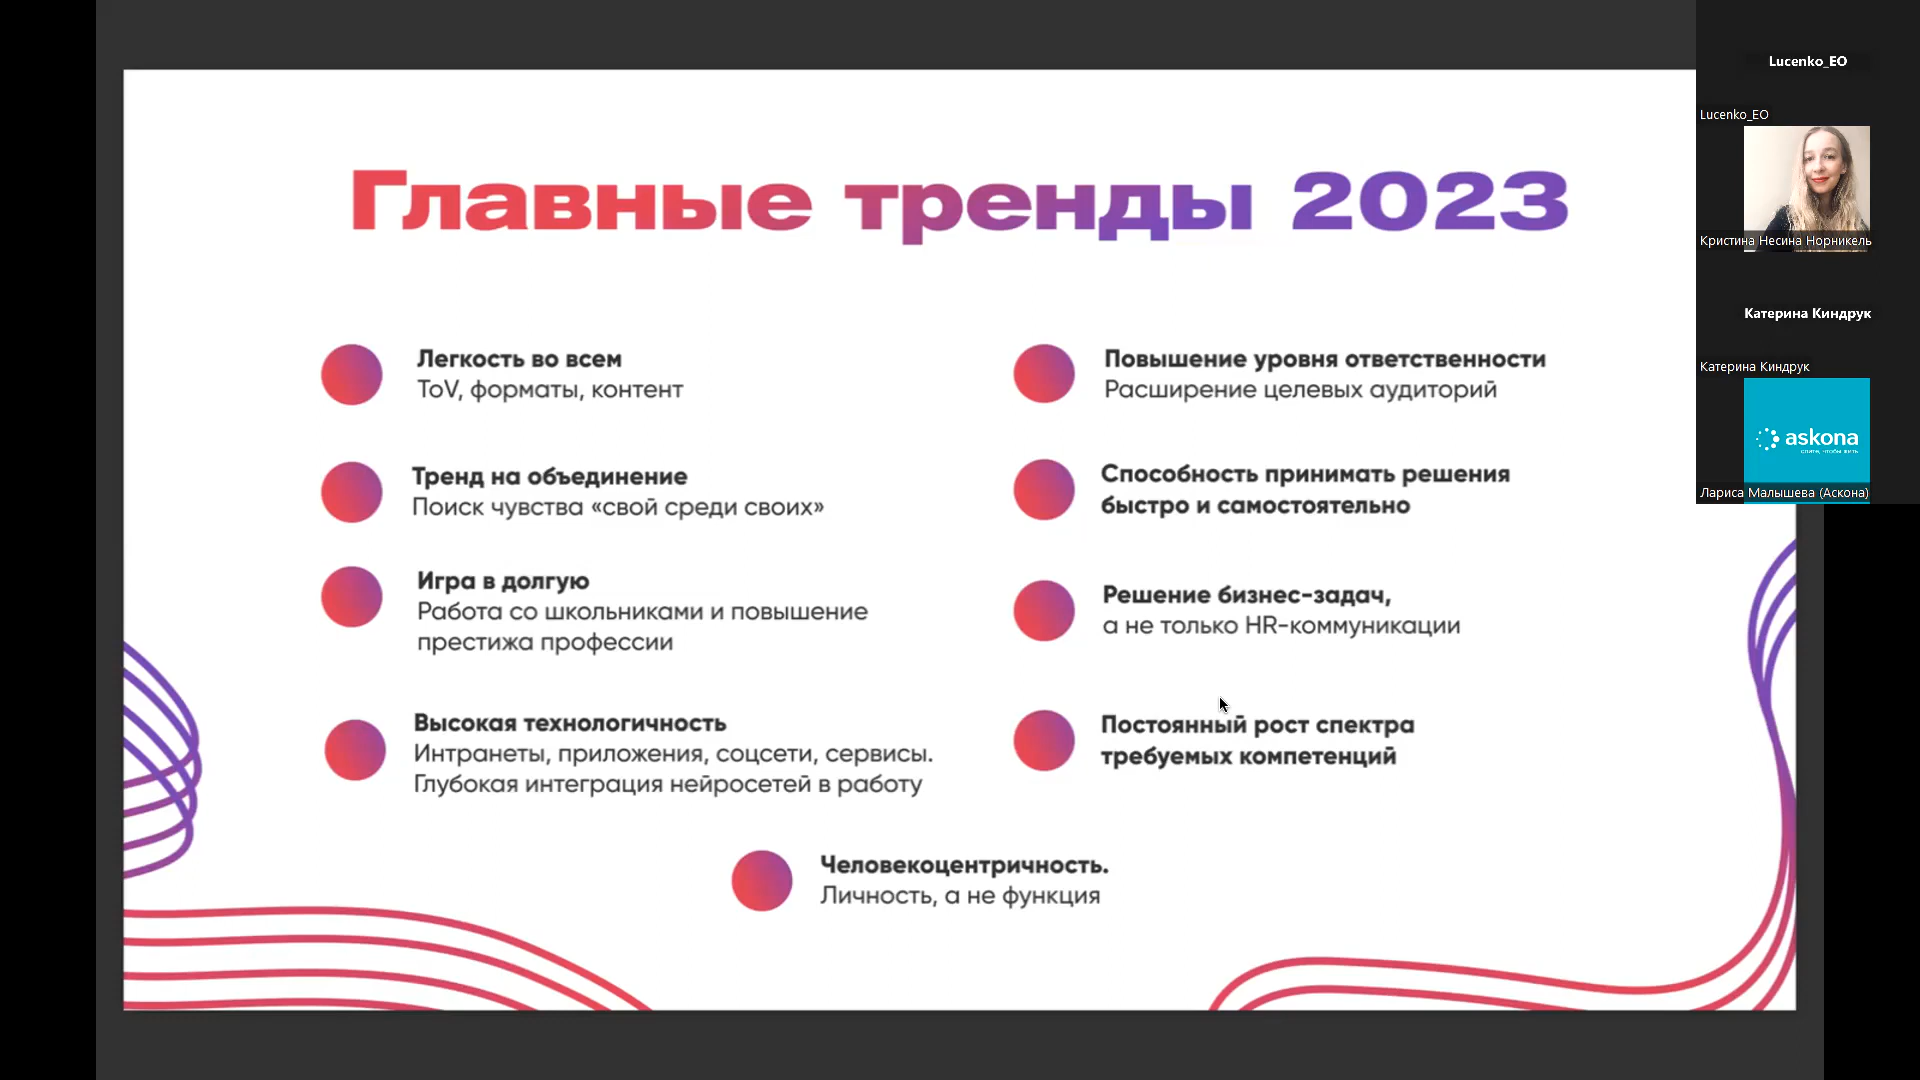 Главные тренды 2023
Легкость во всем
ToV, форматы, контент
Тренд на объединение
Поиск чувства «свой среди своих»
Игра в долгую
Работа со школьниками и повышение
престижа профессии
Высокая технологичность
Интранеты, приложения, соцсети, сервисы.
Глубокая интеграция нейросетей в работу
Повышение уровня ответственности
Расширение целевых аудиторий
Способность принимать решения
быстро и самостоятельно
Решение бизнес-задач,
а не только HR-коммуникации
Постоянный рост спектра
требуемых компетенций
Человекоцентричность.
Личность, а не функция
Lucenko_EO
Lucenko_EO
Кристина Несина Норникель
Катерина Киндрук
Катерина Киндрук
askona
спите, чтобы жить
Лариса Малышева (Аскона)